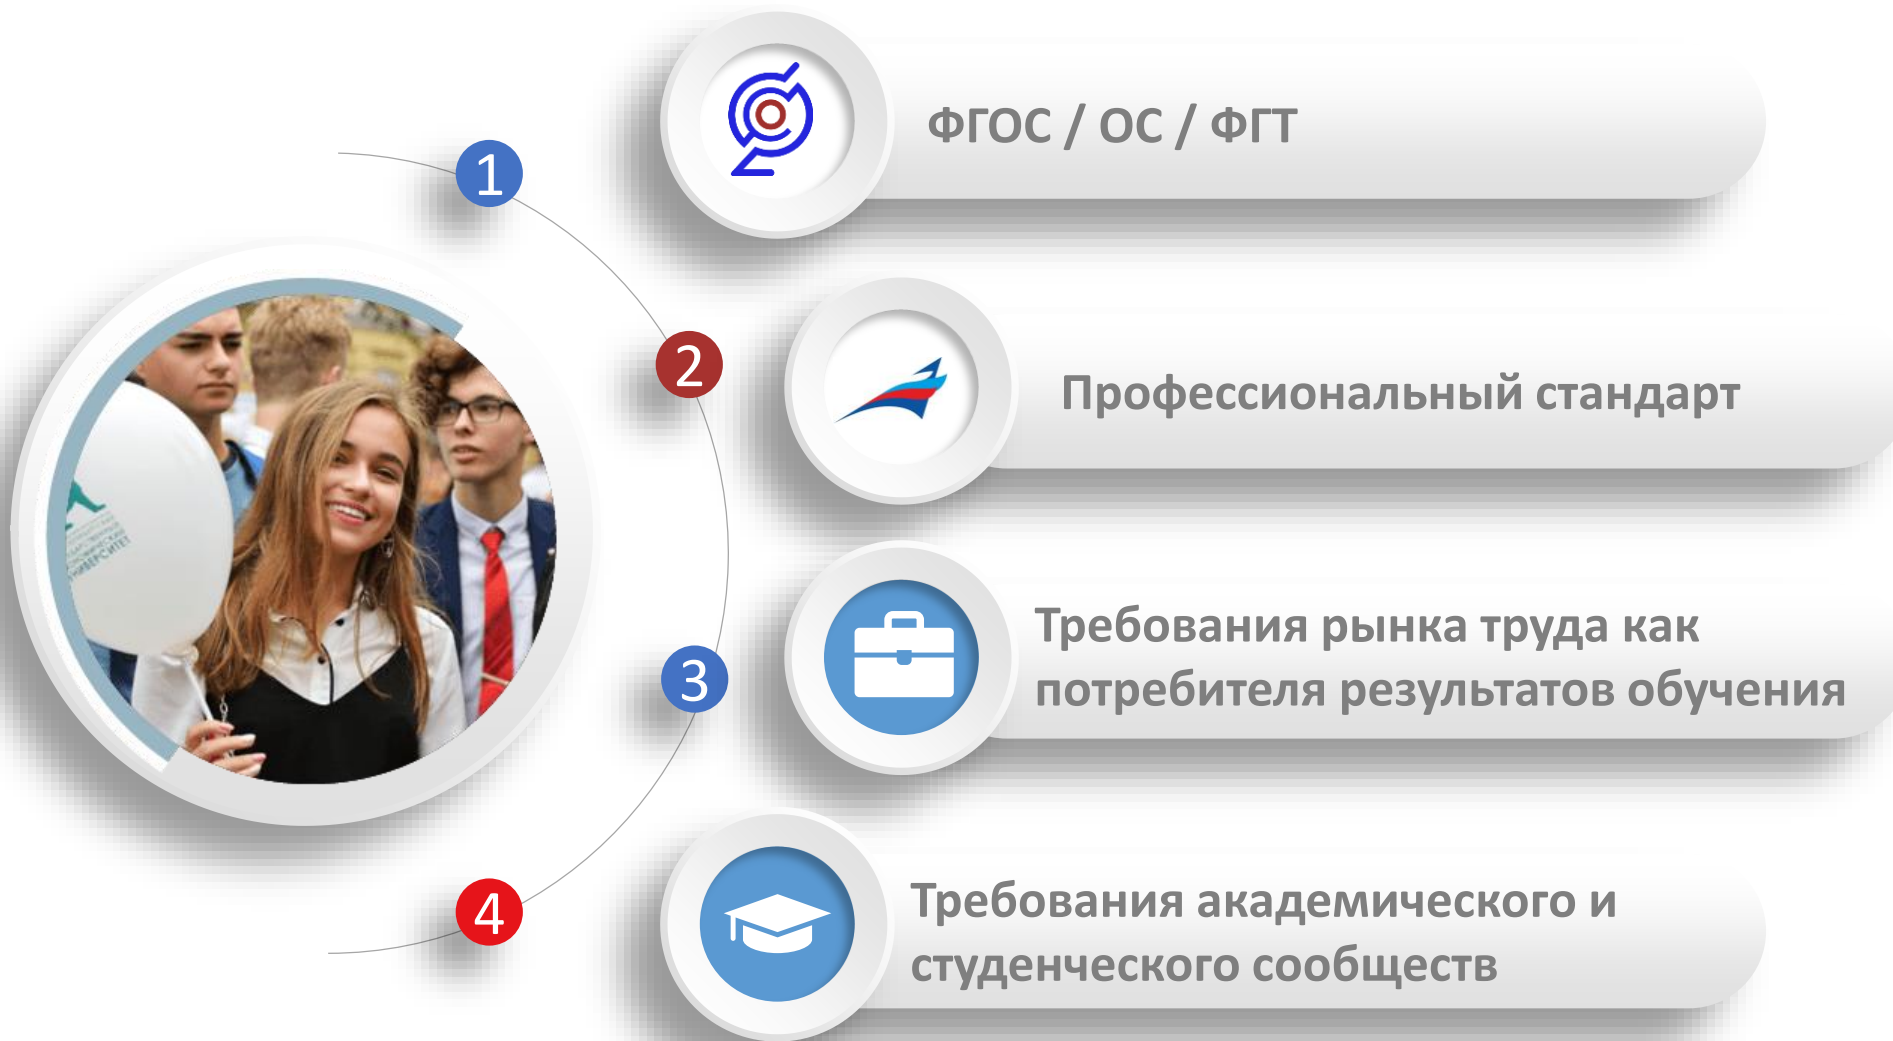 1
ФГОС / ОС / ФГТ
2
Профессиональный стандарт
3
Требования рынка труда как
потребителя результатов обучения
4
Требования академического и
студенческого сообществ